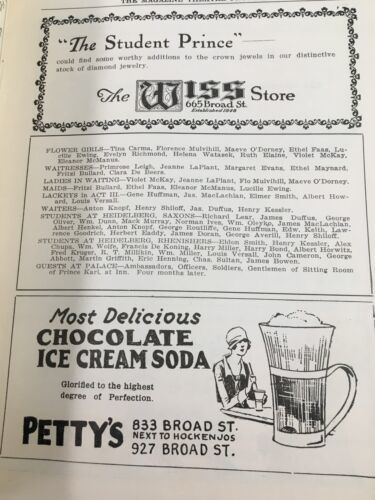 THE MAGAZINE THEATRE
"The Student Prince"
could find some worthy additions to the crown jewels in our distinctive
stock of diamond jewelry.
The Wiss Store
665 Broad St.
Established 1848
FLOWER GIRLS—Tina Carma, Florence Mulvihill, Maeve O'Dorney, Ethel Faas, Lu-
cille Ewing, Evelyn Richmond, Helena Watasek, Ruth Elaine, Violet McKay,
Eleanor McManus.
WAITRESSES—Primrose Leigh, Jeanne LaPlant, Margaret Evans, Ethel Maynard,
Fritzi Bullard, Clara De Beers.
LADIES IN WAITING—Violet McKay, Jeanne LaPlant, Flo Mulvihill, Maeve O'Dorney.
MAIDS—Fritzi Bullard, Ethel Faas, Eleanor McManus, Lucille Ewing.
LACKEYS in ACT III.—Gene Huffman, Jas. MacLachlan, Elmer Smith, Albert How-
ard, Louis Versall.
WAITERS—Anton Knopf, Henry Shiloff, Jas. Duffus, Henry Kessler.
STUDENTS AT HEIDELBERG, SAXONS—Richard Lear, James Duffus, George
Oliver, Wm. Dunn, Mack Murray, Norman Ives, Wm. Oleyko, James MacLachlan,
Albert Henkel, Anton Knopf, George Routliffe, Gene Huffman, Edw. Keith, Law-
rence Goodrich, Herbert Eaddy, James Doran, George Averill, Henry Shiloff.
STUDENTS AT HEIDELBERG, RHENISHERS—Eldon Smith, Henry Kessler, Alex
Chups, Wm. Wolfe, Francis De Koning, Harry Miller, Harry Bond, Albert Horwitz,
Fred Kruger, R. T. Millikin, Wm. Miller, Louis Versall, John Cameron, George
Abbott, Martin Griffith, Eric Henning, Chas. Sultan, James Bowen.
GUESTS AT PALACE—Ambassadors, Officers, Soldiers, Gentlemen of Sitting Room
of Prince Karl, at Inn. Four months later.
Most Delicious
CHOCOLATE
ICE CREAM SODA
Glorified to the highest
degree of Perfection.
PETTY'S 833 BROAD ST.
NEXT TO HOCKENJOS
927 BROAD ST.